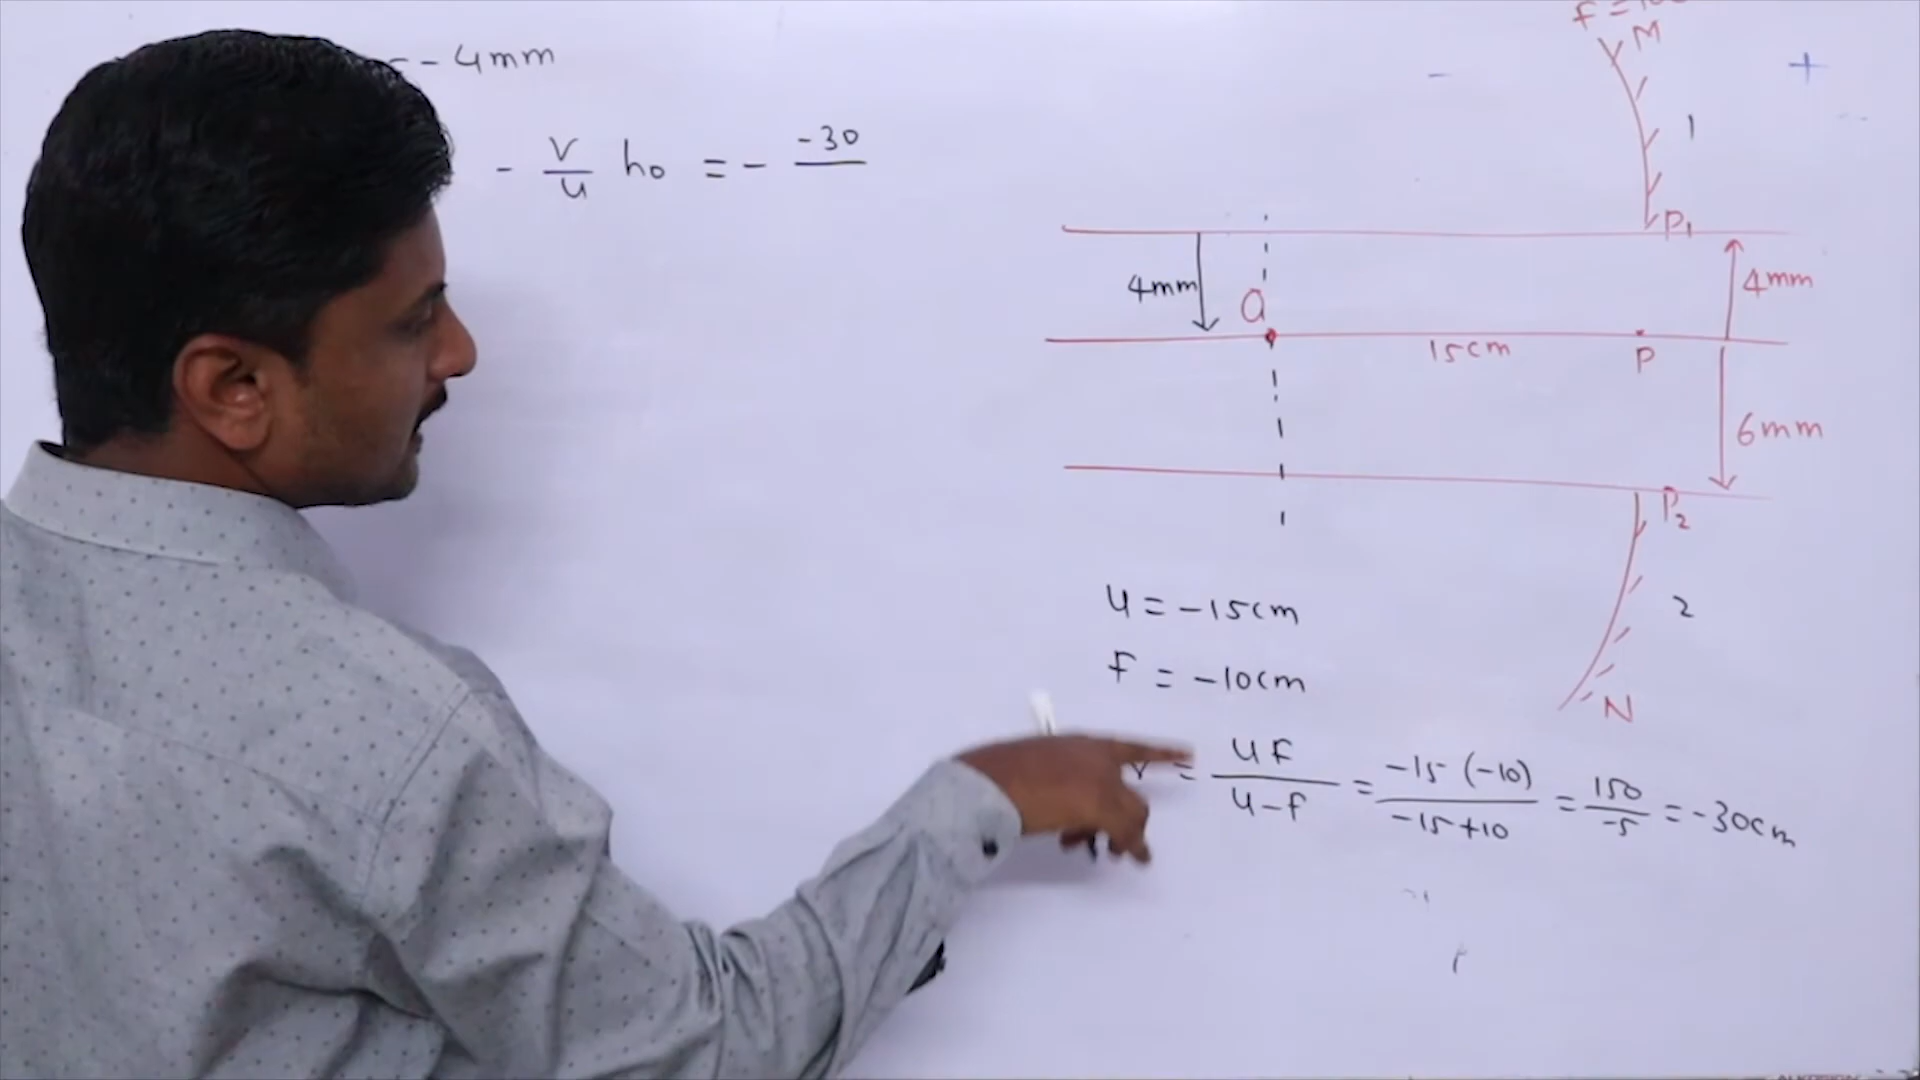 - 4mm
- v/u ho = - -30
- +
M
1
P1
4mm
4mm
O
15cm
P
6mm
P2
2
N
u = -15cm
f = -10cm
= uf/u-f = -15 (-10)/-15+10 = 150/-5 = -30cm